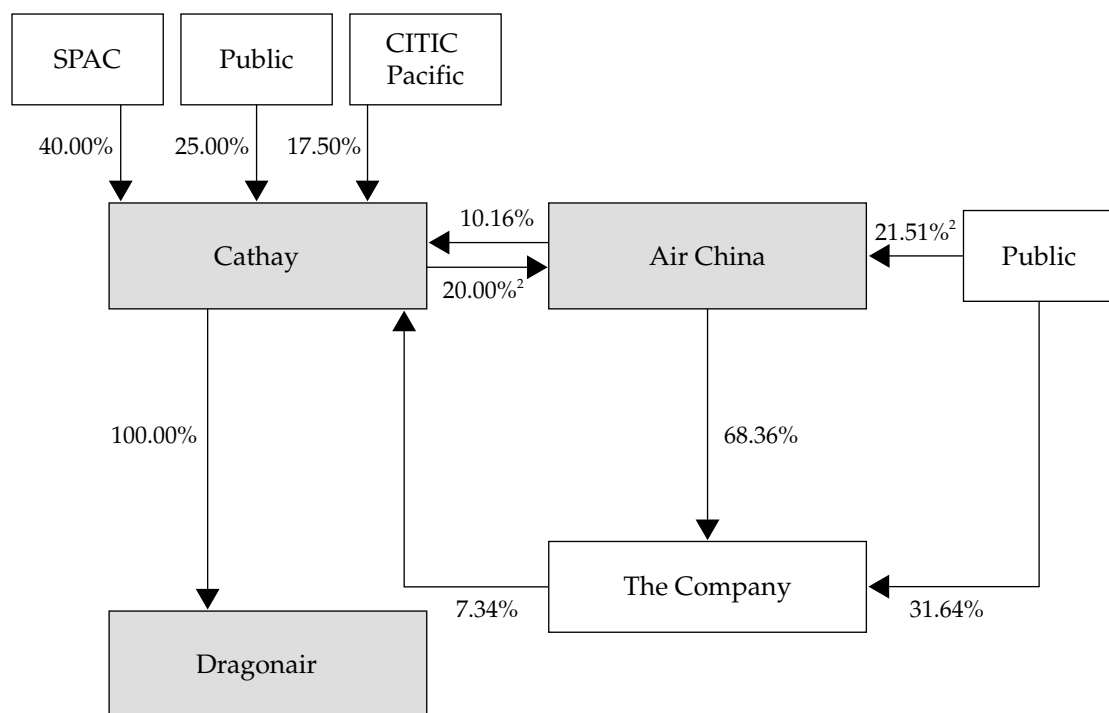 SPAC
Public
CITIC
Pacific
40.00%
25.00%
17.50%
Cathay
10.16%
20.00%²
Air China
21.51%²
Public
100.00%
68.36%
The Company
7.34%
31.64%
Dragonair